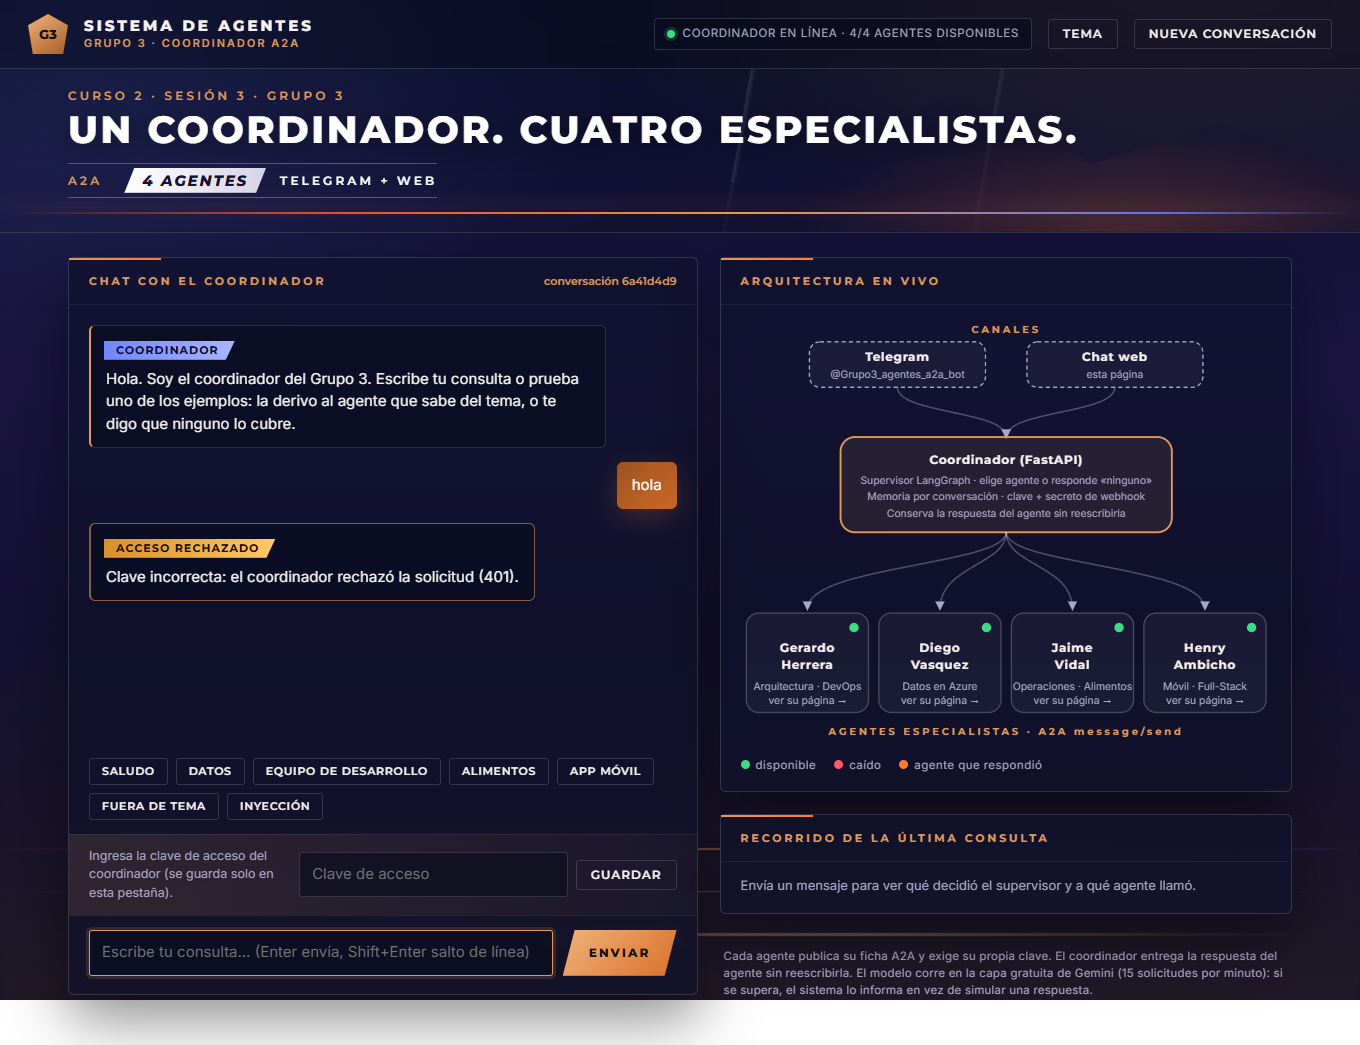 G3
SISTEMA DE AGENTES
GRUPO 3 · COORDINADOR A2A
COORDINADOR EN LÍNEA · 4/4 AGENTES DISPONIBLES
TEMA
NUEVA CONVERSACIÓN
CURSO 2 · SESIÓN 3 · GRUPO 3
UN COORDINADOR. CUATRO ESPECIALISTAS.
A2A
4 AGENTES
TELEGRAM + WEB
CHAT CON EL COORDINADOR
conversación 6a41d4d9
COORDINADOR
Hola. Soy el coordinador del Grupo 3. Escribe tu consulta o prueba
uno de los ejemplos: la derivo al agente que sabe del tema, o te
digo que ninguno lo cubre.
hola
ACCESO RECHAZADO
Clave incorrecta: el coordinador rechazó la solicitud (401).
SALUDO
DATOS
EQUIPO DE DESARROLLO
ALIMENTOS
APP MÓVIL
FUERA DE TEMA
INYECCIÓN
Ingresa la clave de acceso del
coordinador (se guarda solo en
esta pestaña).
Clave de acceso
GUARDAR
Escribe tu consulta... (Enter envía, Shift+Enter salto de línea)
ENVIAR
ARQUITECTURA EN VIVO
CANALES
Telegram
@Grupo3_agentes_a2a_bot
Chat web
esta página
Coordinador (FastAPI)
Supervisor LangGraph · elige agente o responde «ninguno»
Memoria por conversación · clave + secreto de webhook
Conserva la respuesta del agente sin reescribirla
Gerardo
Herrera
Arquitectura · DevOps
ver su página →
Diego
Vasquez
Datos en Azure
ver su página →
Jaime
Vidal
Operaciones · Alimentos
ver su página →
Henry
Ambicho
Móvil · Full-Stack
ver su página →
AGENTES ESPECIALISTAS · A2A message/send
disponible
caído
agente que respondió
RECORRIDO DE LA ÚLTIMA CONSULTA
Envía un mensaje para ver qué decidió el supervisor y a qué agente llamó.
Cada agente publica su ficha A2A y exige su propia clave. El coordinador entrega la respuesta del
agente sin reescribirla. El modelo corre en la capa gratuita de Gemini (15 solicitudes por minuto): si
se supera, el sistema lo informa en vez de simular una respuesta.